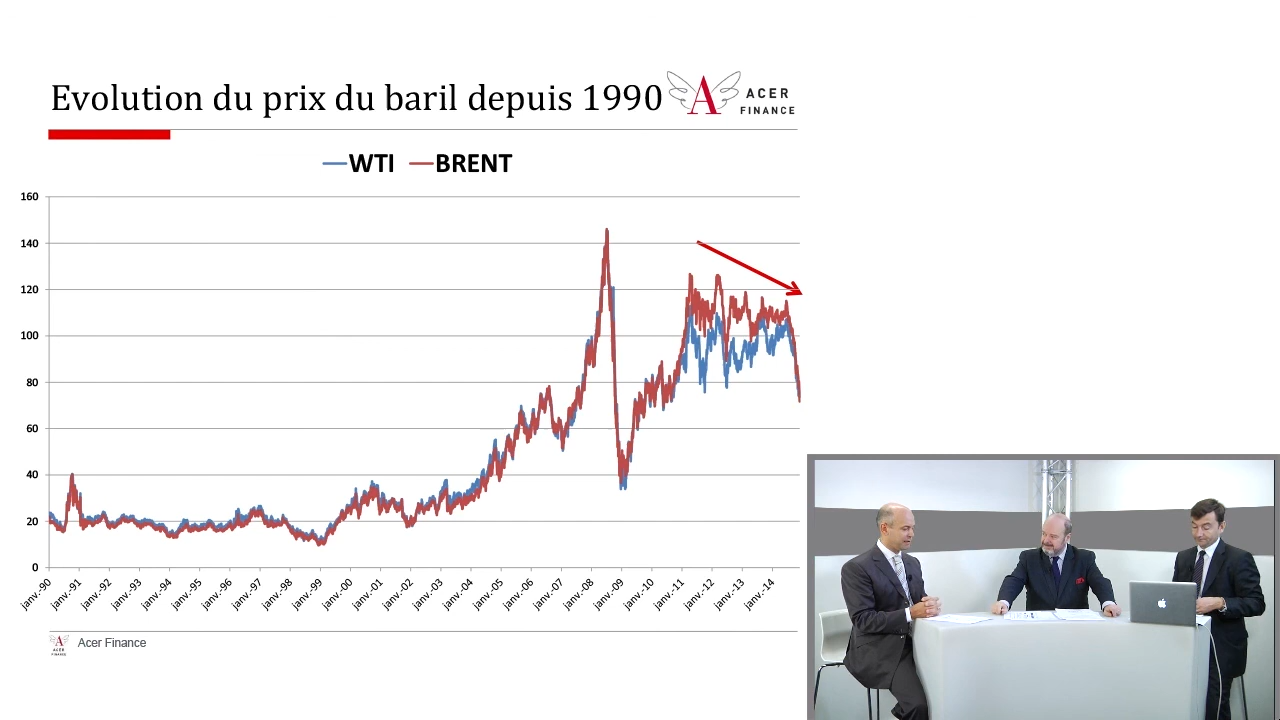 Evolution du prix du baril depuis 1990
A ACER
FINANCE
WTI BRENT
160
140
120
100
80
60
40
20
0
janv.-90 janv.-91 janv.-92 janv.-93 janv.-94 janv.-95 janv.-96 janv.-97 janv.-98 janv.-99 janv.-00 janv.-01 janv.-02 janv.-03 janv.-04 janv.-05 janv.-06 janv.-07 janv.-08 janv.-09 janv.-10 janv.-11 janv.-12 janv.-13 janv.-14
A
ACER
FINANCE
Acer Finance